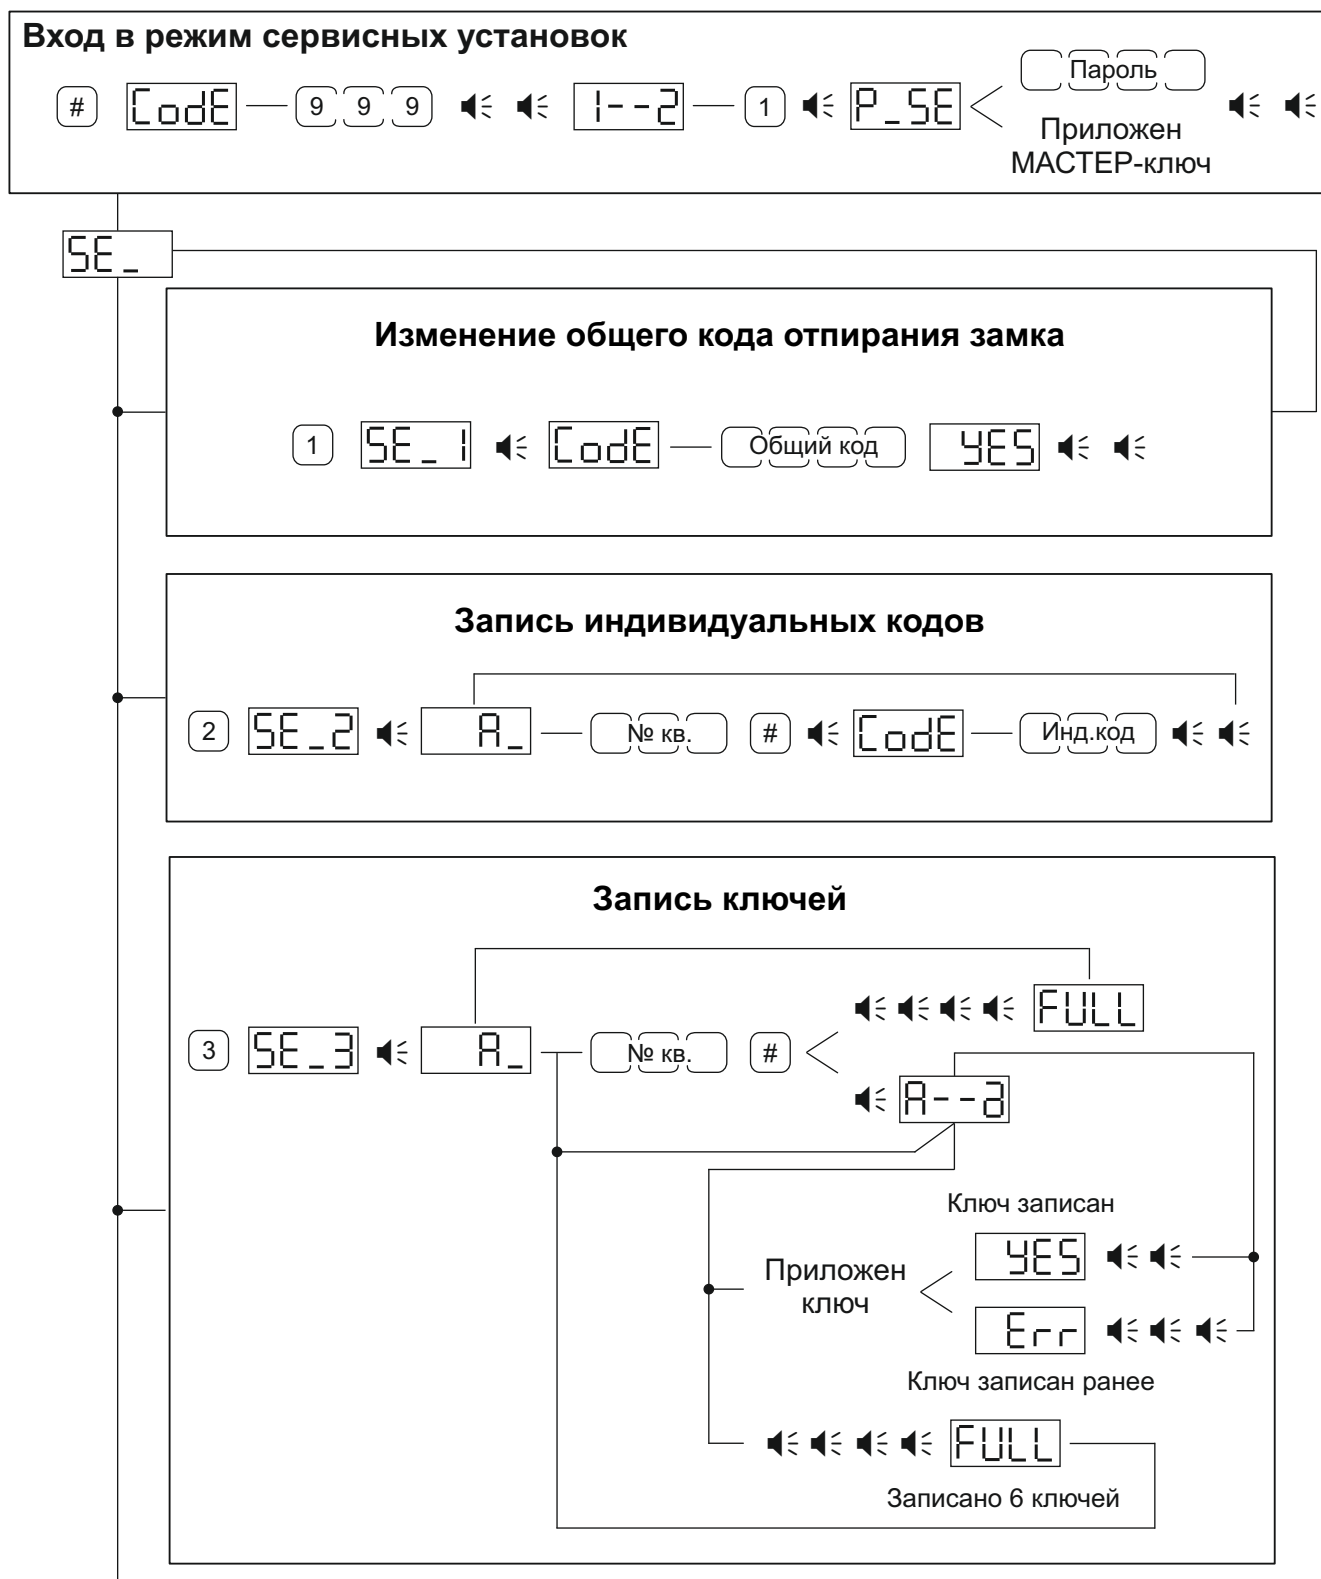 Вход в режим сервисных установок
# CodE 9 9 9 1--2 1 P_SE Пароль
Приложен
МАСТЕР-ключ
SE_
Изменение общего кода отпирания замка
1 SE_1 CodE Общий код YES
Запись индивидуальных кодов
2 SE_2 A_ № кв. # CodE Инд.код
Запись ключей
FULL
3 SE_3 A_ № кв. #
A--a
Ключ записан
YES
Приложен
ключ
Err
Ключ записан ранее
FULL
Записано 6 ключей